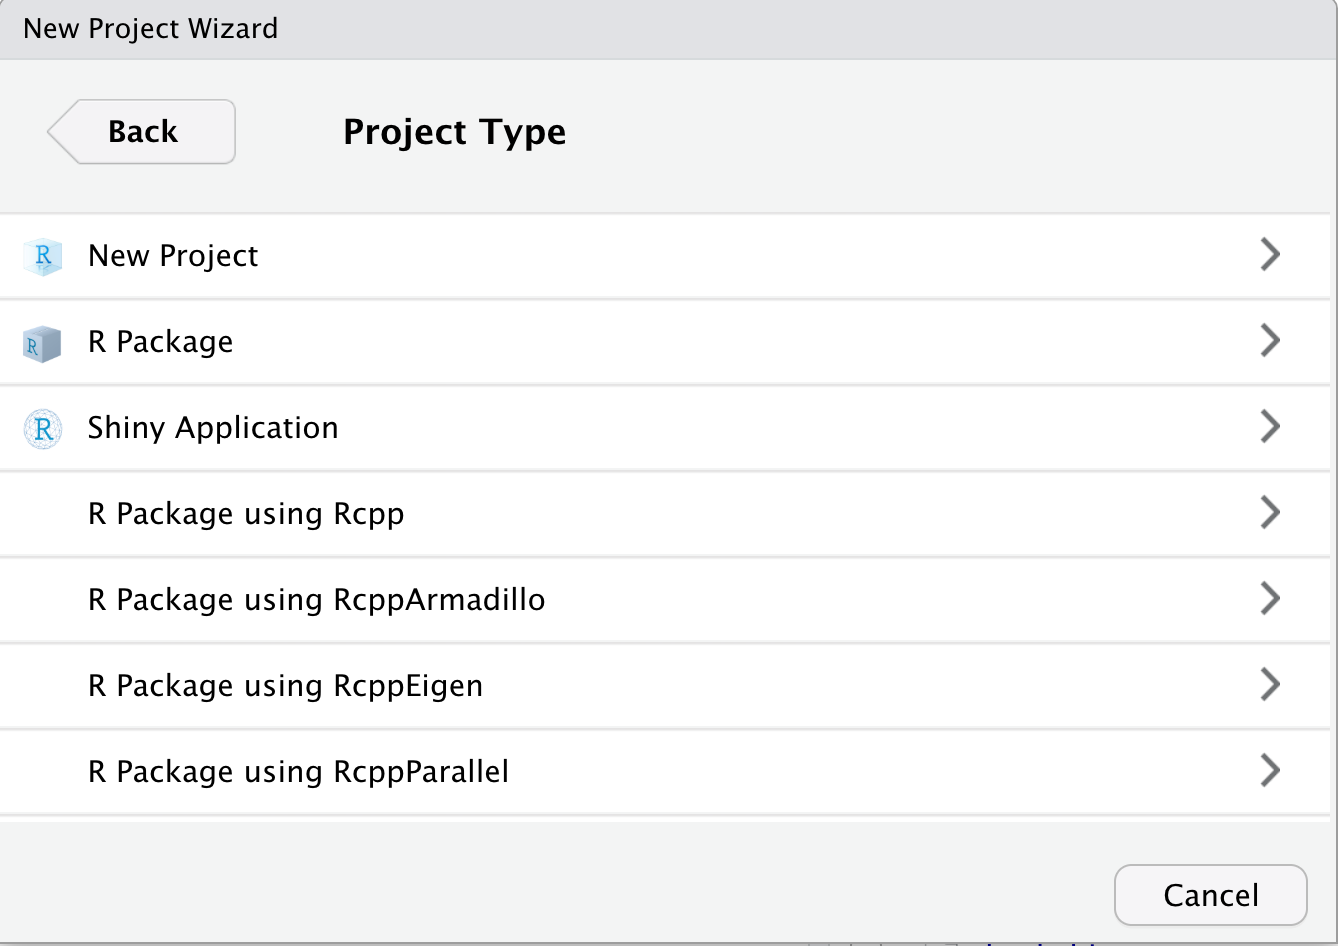 New Project Wizard
Back
Project Type
R New Project
R R Package
R Shiny Application
R Package using Rcpp
R Package using RcppArmadillo
R Package using RcppEigen
R Package using RcppParallel
Cancel